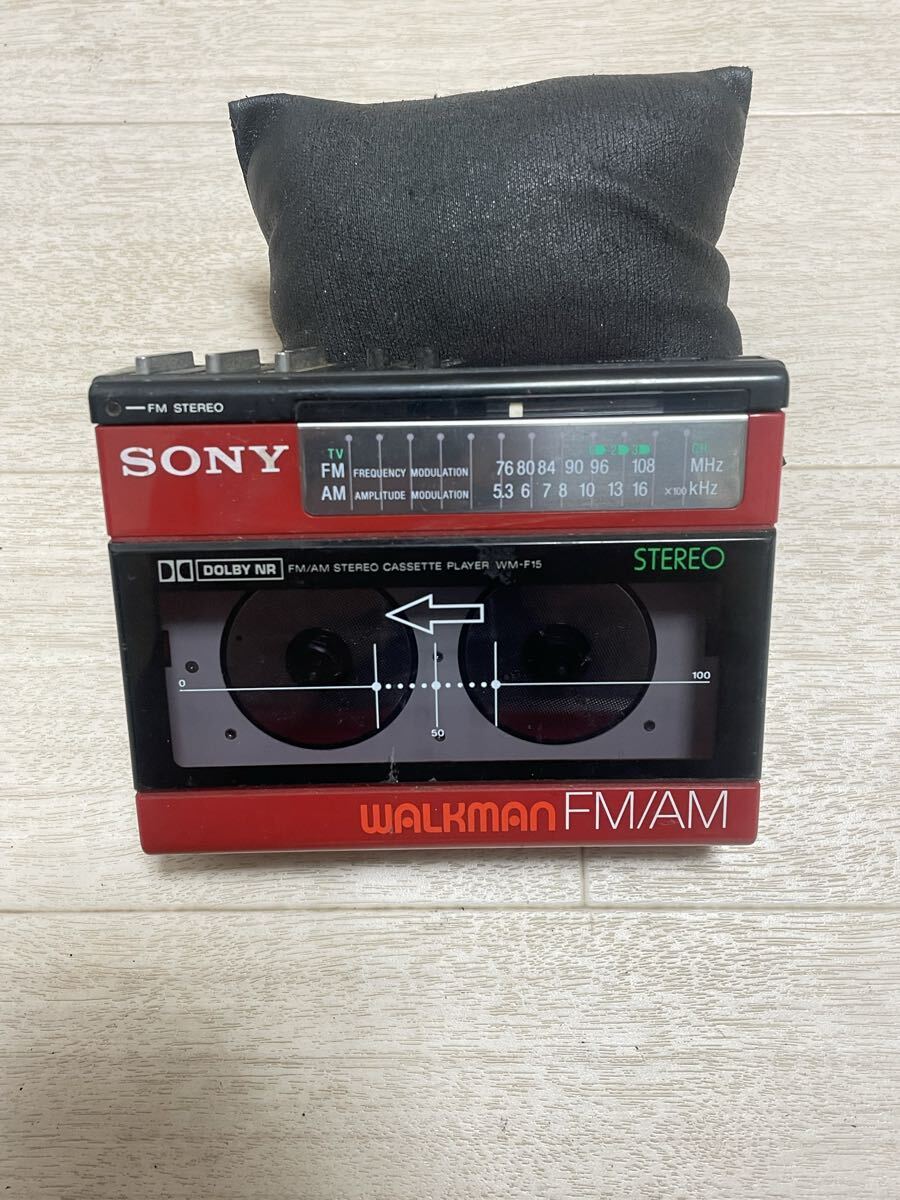 FM STEREO
SONY
TV CH
FM FREQUENCY MODULATION 76 80 84 90 96 108 MHz
1 2 3
AM AMPLITUDE MODULATION 5.3 6 7 8 10 13 16 ×100 kHz
DOLBY NR FM/AM STEREO CASSETTE PLAYER WM-F15 STEREO
0 100
50
WALKMAN FM/AM